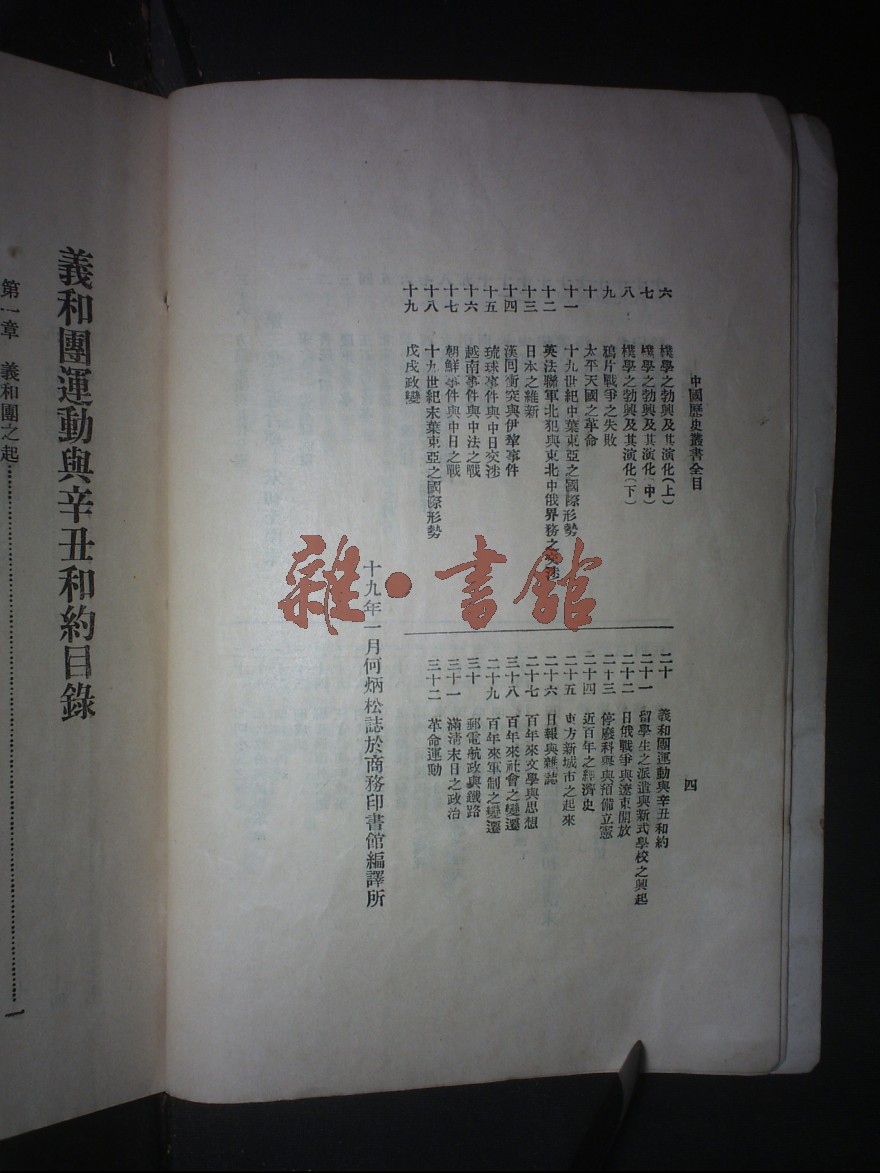 中國歷史叢書全目
四
六 樸學之勃興及其演化(上)
七 樸學之勃興及其演化(中)
八 樸學之勃興及其演化(下)
九 鴉片戰爭之失敗
十 太平天國之革命
十一 十九世紀中葉東亞之國際形勢
十二 英法聯軍北犯與東北中俄界務之交涉
十三 日本之維新
十四 漢回衝突與伊犂事件
十五 琉球事件與中日交涉
十六 越南事件與中法之戰
十七 朝鮮事件與中日之戰
十八 十九世紀末葉東亞之國際形勢
十九 戊戌政變
二十 義和團運動與辛丑和約
二十一 留學生之派遣與新式學校之興起
二十二 日俄戰爭與遼東開放
二十三 停廢科舉與預備立憲
二十四 近百年之經濟史
二十五 東方新城市之起來
二十六 日報與雜誌
二十七 百年來文學與思想
三十八 百年來社會之變遷
二十九 百年來軍制之變遷
三十 郵電航政與鐵路
三十一 滿清末日之政治
三十二 革命運動
十九年一月何炳松誌於商務印書館編譯所
義和團運動與辛丑和約目錄
第一章 義和團之起……一
雜·書館